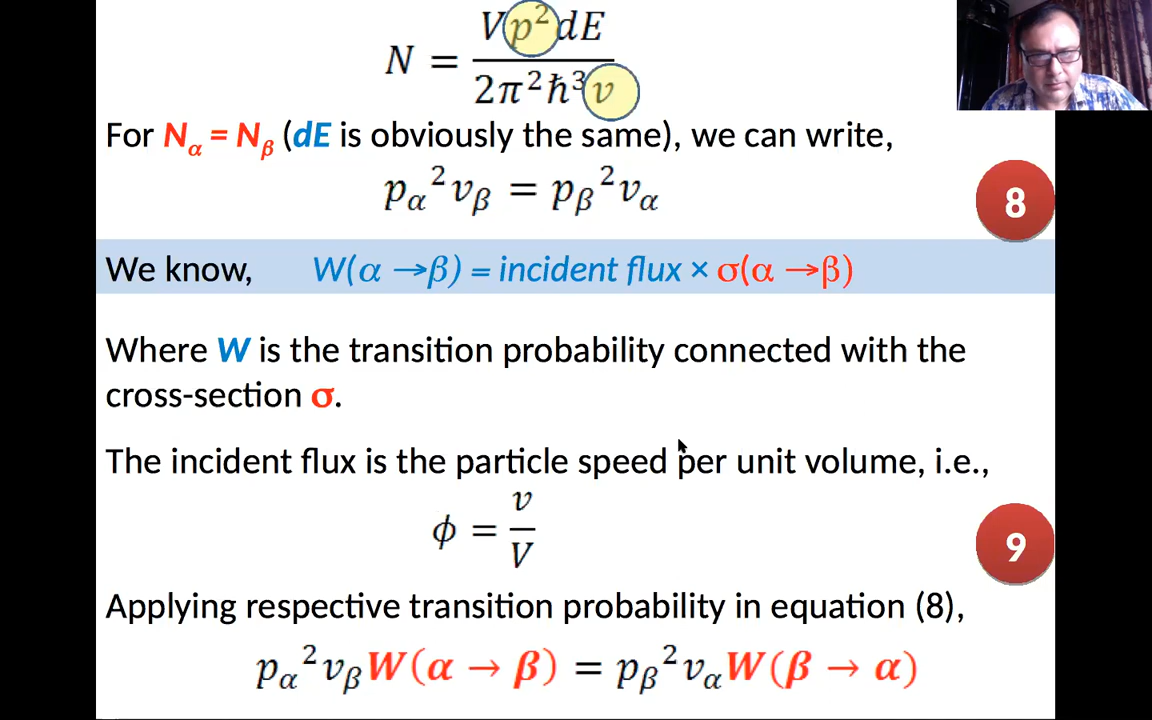 N = Vp²dE / 2π²ħ³v
For Nα = Nβ (dE is obviously the same), we can write,
pα²vβ = pβ²vα
8
We know, W(α →β) = incident flux × σ(α →β)
Where W is the transition probability connected with the
cross-section σ.
The incident flux is the particle speed per unit volume, i.e.,
ϕ = v / V
9
Applying respective transition probability in equation (8),
pα²vβW(α → β) = pβ²vαW(β → α)